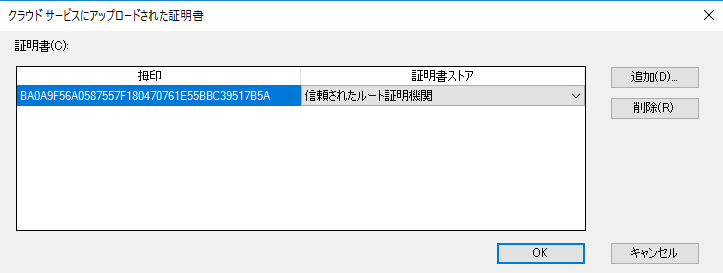 クラウド サービスにアップロードされた証明書
証明書(C):
拇印 証明書ストア
BA0A9F56A0587557F180470761E55BBC39517B5A 信頼されたルート証明機関
追加(D)...
削除(R)
OK キャンセル